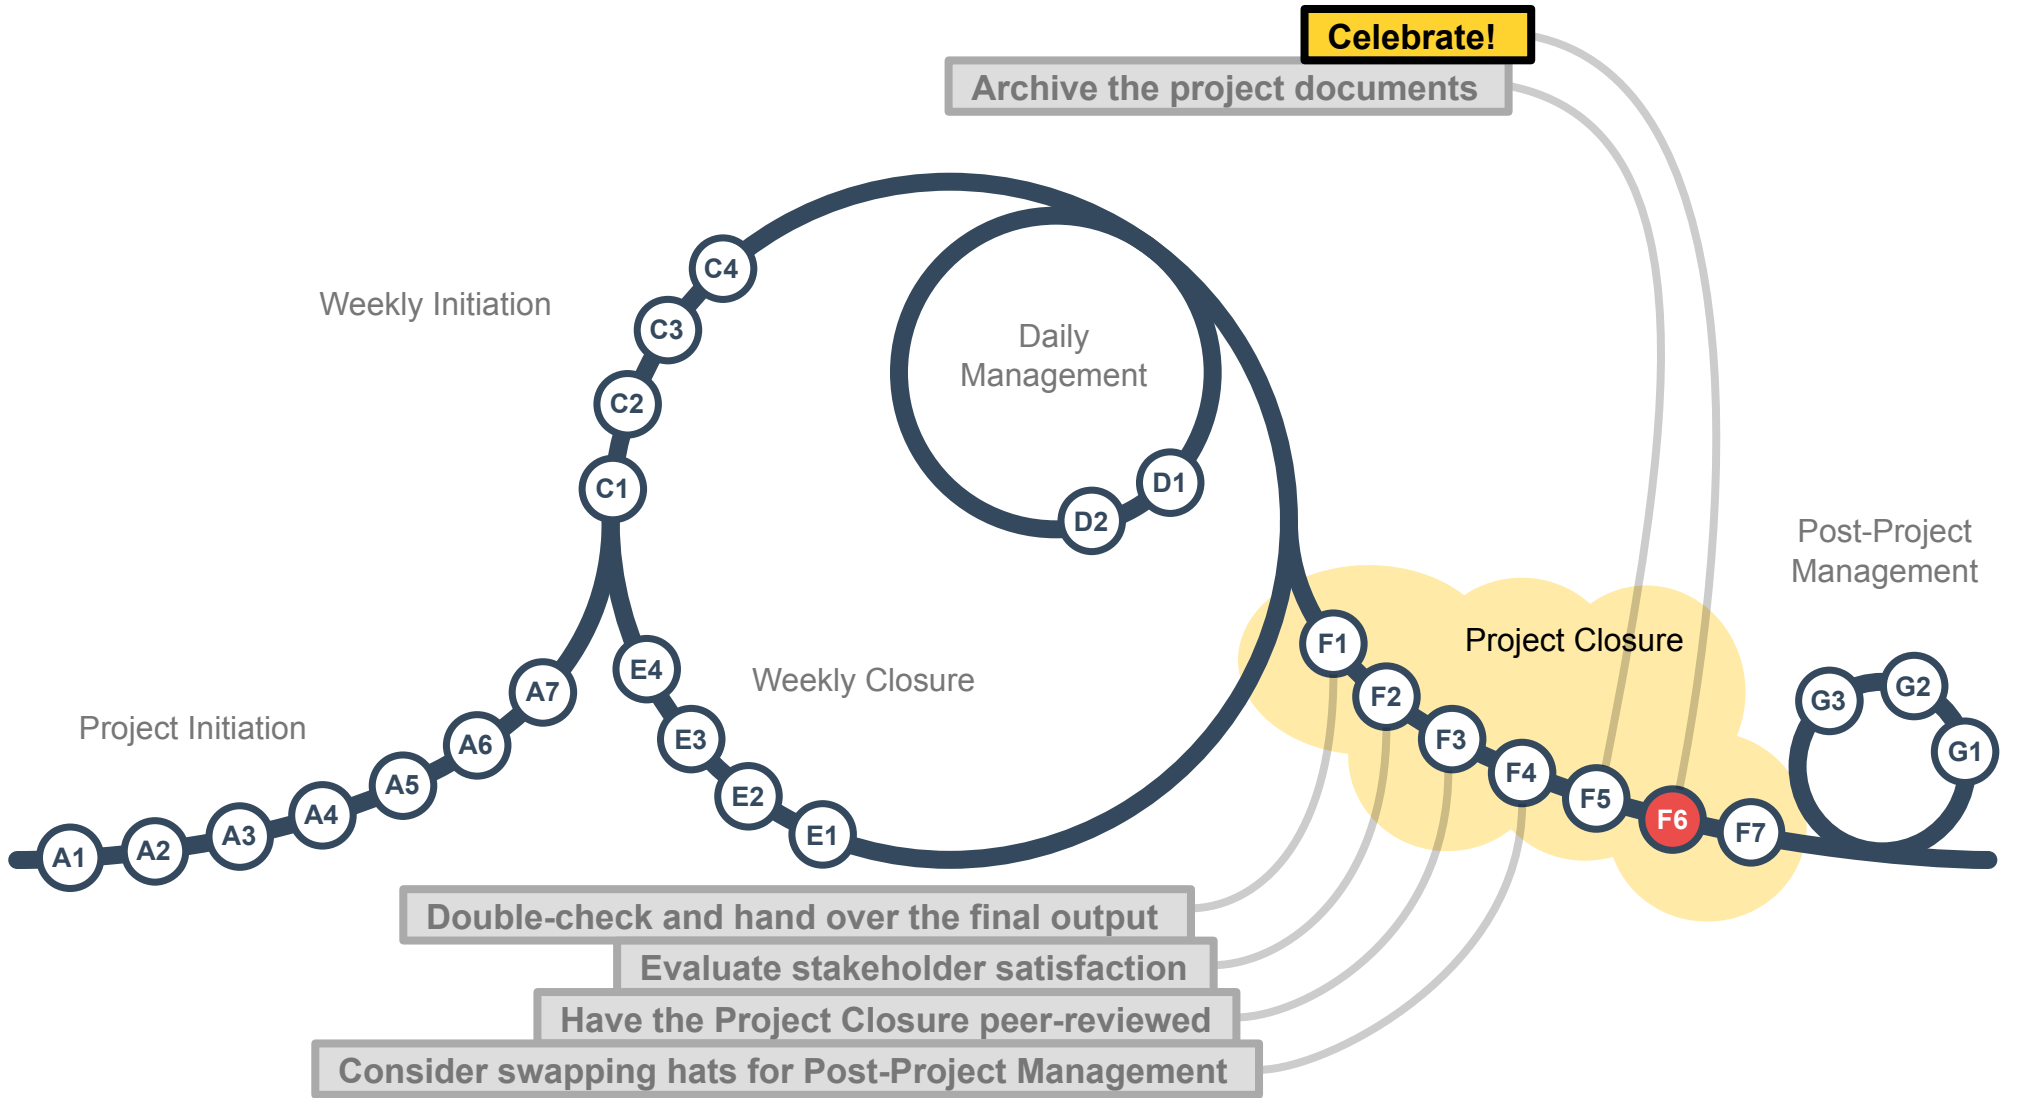 Celebrate!
Archive the project documents
C4
Weekly Initiation
C3
Daily
Management
C2
C1
D1
D2
Post-Project
Management
F1
Project Closure
E4
Weekly Closure
A7
F2
G3
G2
G1
Project Initiation
A6
E3
F3
A5
E2
F4
F5
A4
E1
F6
F7
A3
A2
A1
Double-check and hand over the final output
Evaluate stakeholder satisfaction
Have the Project Closure peer-reviewed
Consider swapping hats for Post-Project Management